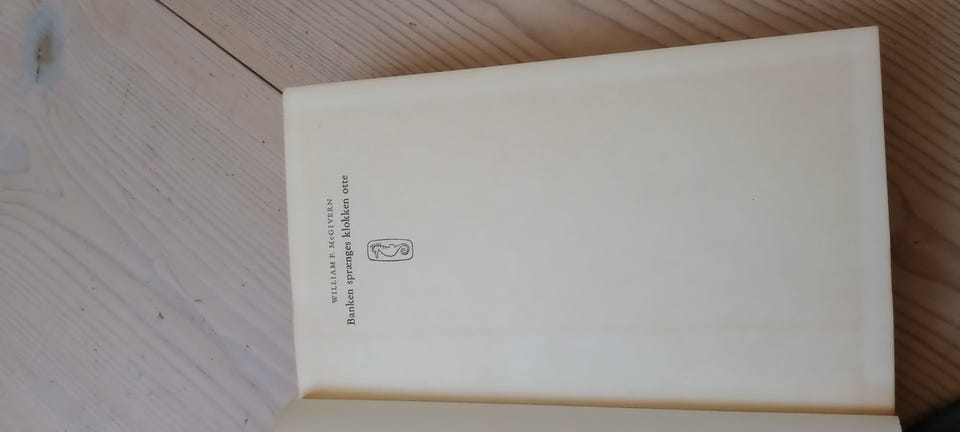 WILLIAM P. McGIVERN
Banken sprænges klokken otte